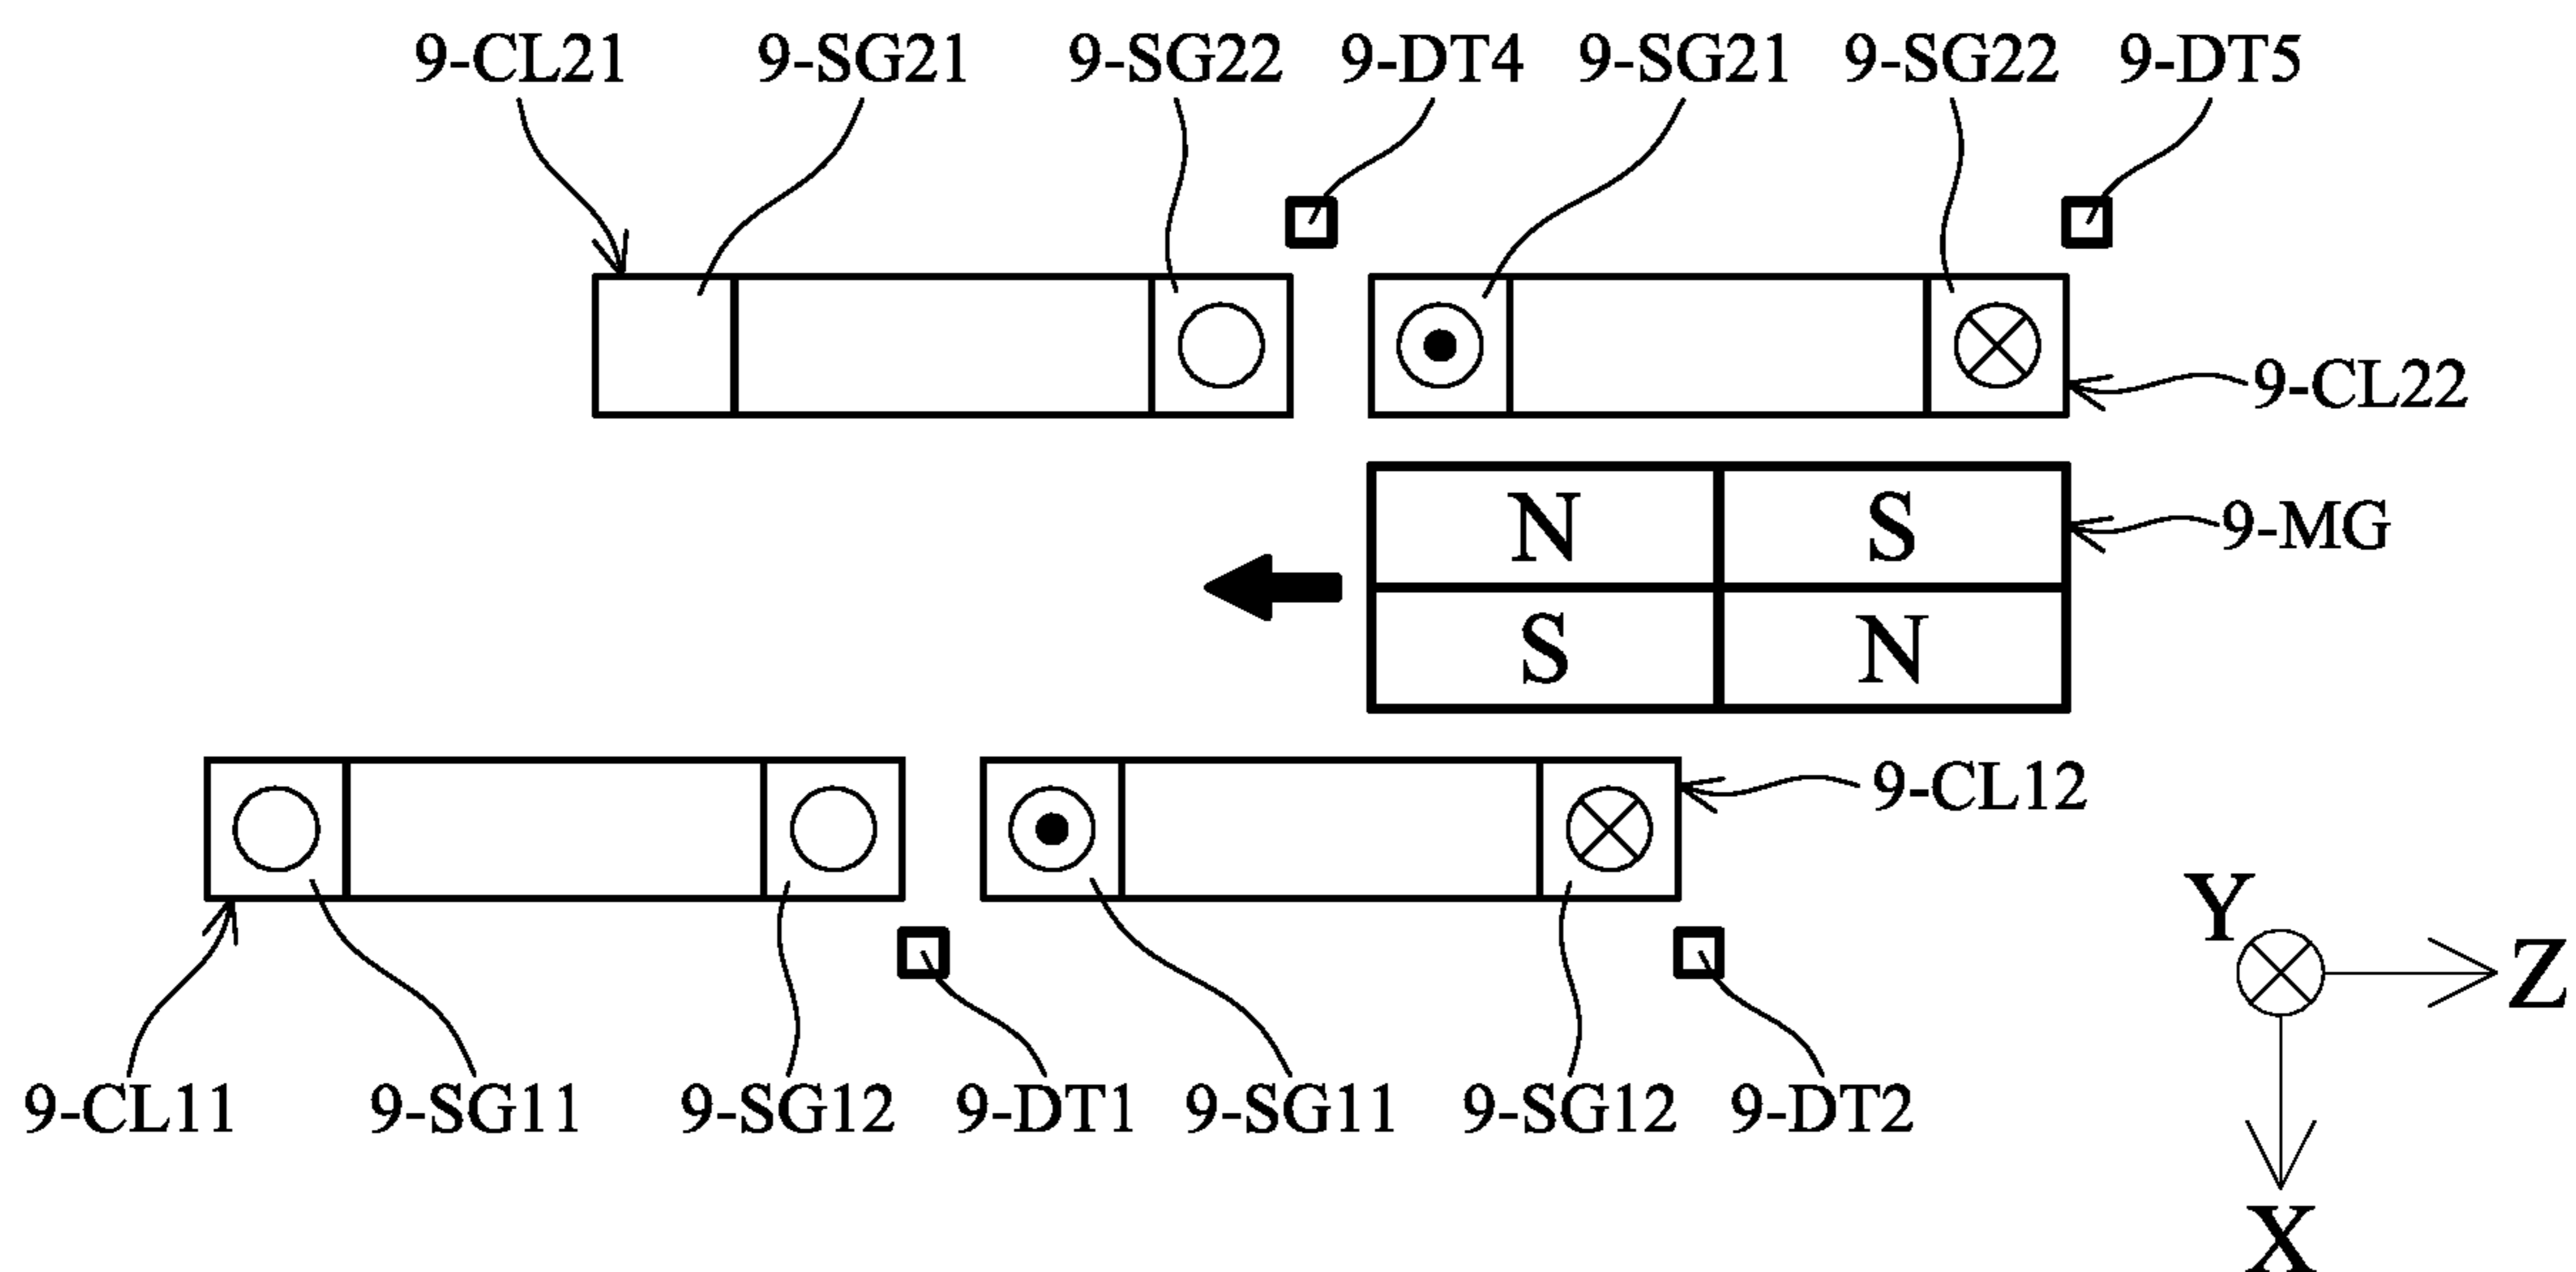 9-CL21 9-SG21 9-SG22 9-DT4 9-SG21 9-SG22 9-DT5
9-CL22
N S
9-MG
S N
9-CL12
Y
Z
9-CL11 9-SG11 9-SG12 9-DT1 9-SG11 9-SG12 9-DT2
X